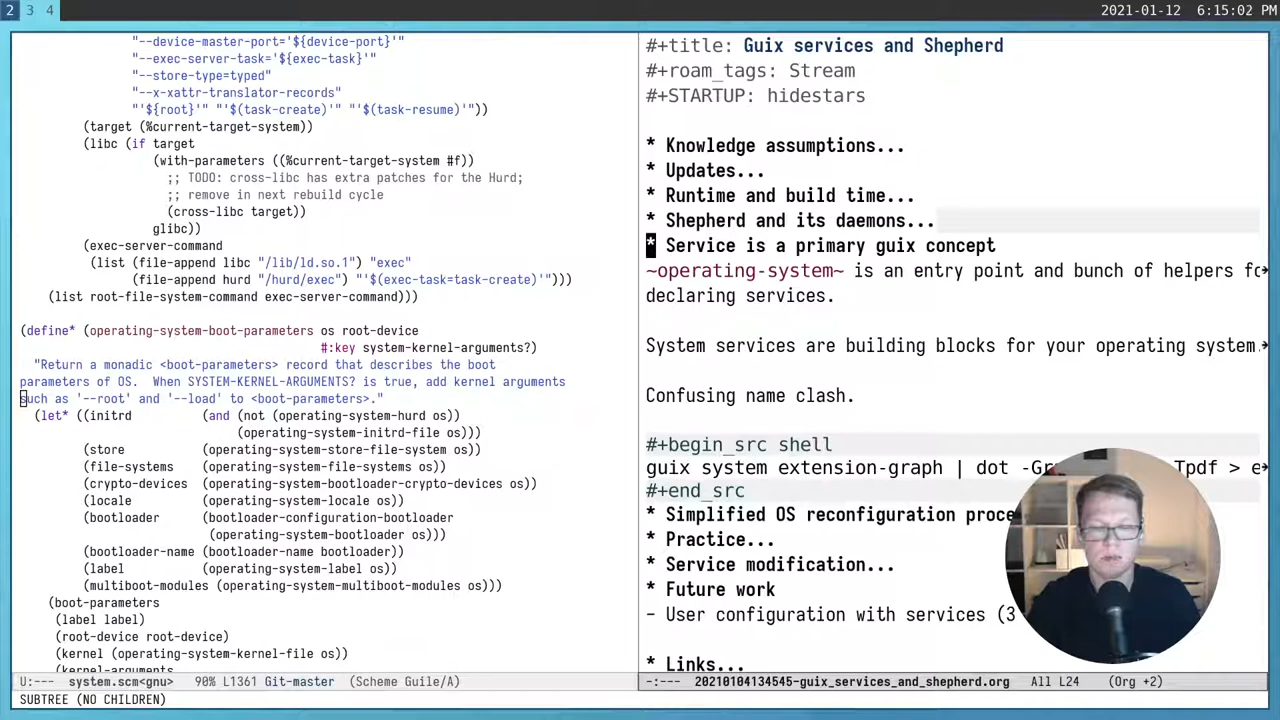 2 3 4
2021-01-12 6:15:02 PM
"--device-master-port='${device-port}'"
"--exec-server-task='${exec-task}'"
"--store-type=typed"
"--x-xattr-translator-records"
"'${root}'" "'$(task-create)'" "'$(task-resume)'"))
(target (%current-target-system))
(libc (if target
(with-parameters ((%current-target-system #f))
;; TODO: cross-libc has extra patches for the Hurd;
;; remove in next rebuild cycle
(cross-libc target))
glibc))
(exec-server-command
(list (file-append libc "/lib/ld.so.1") "exec"
(file-append hurd "/hurd/exec") "'$(exec-task=task-create)'")))
(list root-file-system-command exec-server-command)))
(define* (operating-system-boot-parameters os root-device
#:key system-kernel-arguments?)
"Return a monadic <boot-parameters> record that describes the boot
parameters of OS.  When SYSTEM-KERNEL-ARGUMENTS? is true, add kernel arguments
such as '--root' and '--load' to <boot-parameters>."
(let* ((initrd (and (not (operating-system-hurd os))
(operating-system-initrd-file os)))
(store (operating-system-store-file-system os))
(file-systems (operating-system-file-systems os))
(crypto-devices (operating-system-bootloader-crypto-devices os))
(locale (operating-system-locale os))
(bootloader (bootloader-configuration-bootloader
(operating-system-bootloader os)))
(bootloader-name (bootloader-name bootloader))
(label (operating-system-label os))
(multiboot-modules (operating-system-multiboot-modules os)))
(boot-parameters
(label label)
(root-device root-device)
(kernel (operating-system-kernel-file os))
(kernel-arguments
U:--- system.scm<gnu> 90% L1361 Git-master (Scheme Guile/A)
SUBTREE (NO CHILDREN)
#+title: Guix services and Shepherd
#+roam_tags: Stream
#+STARTUP: hidestars
* Knowledge assumptions...
* Updates...
* Runtime and build time...
* Shepherd and its daemons...
* Service is a primary guix concept
~operating-system~ is an entry point and bunch of helpers fo
declaring services.
System services are building blocks for your operating system.
Confusing name clash.
#+begin_src shell
guix system extension-graph | dot -Gr Tpdf > e
#+end_src
* Simplified OS reconfiguration proce
* Practice...
* Service modification...
* Future work
- User configuration with services (3
* Links...
-:--- 20210104134545-guix_services_and_shepherd.org All L24 (Org +2)